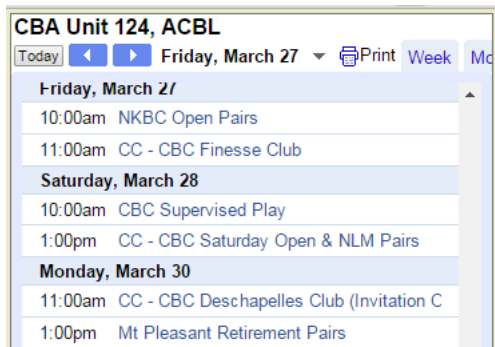 CBA Unit 124, ACBL
Today Friday, March 27 Print Week Mo
Friday, March 27
10:00am NKBC Open Pairs
11:00am CC - CBC Finesse Club
Saturday, March 28
10:00am CBC Supervised Play
1:00pm CC - CBC Saturday Open & NLM Pairs
Monday, March 30
11:00am CC - CBC Deschapelles Club (Invitation C
1:00pm Mt Pleasant Retirement Pairs